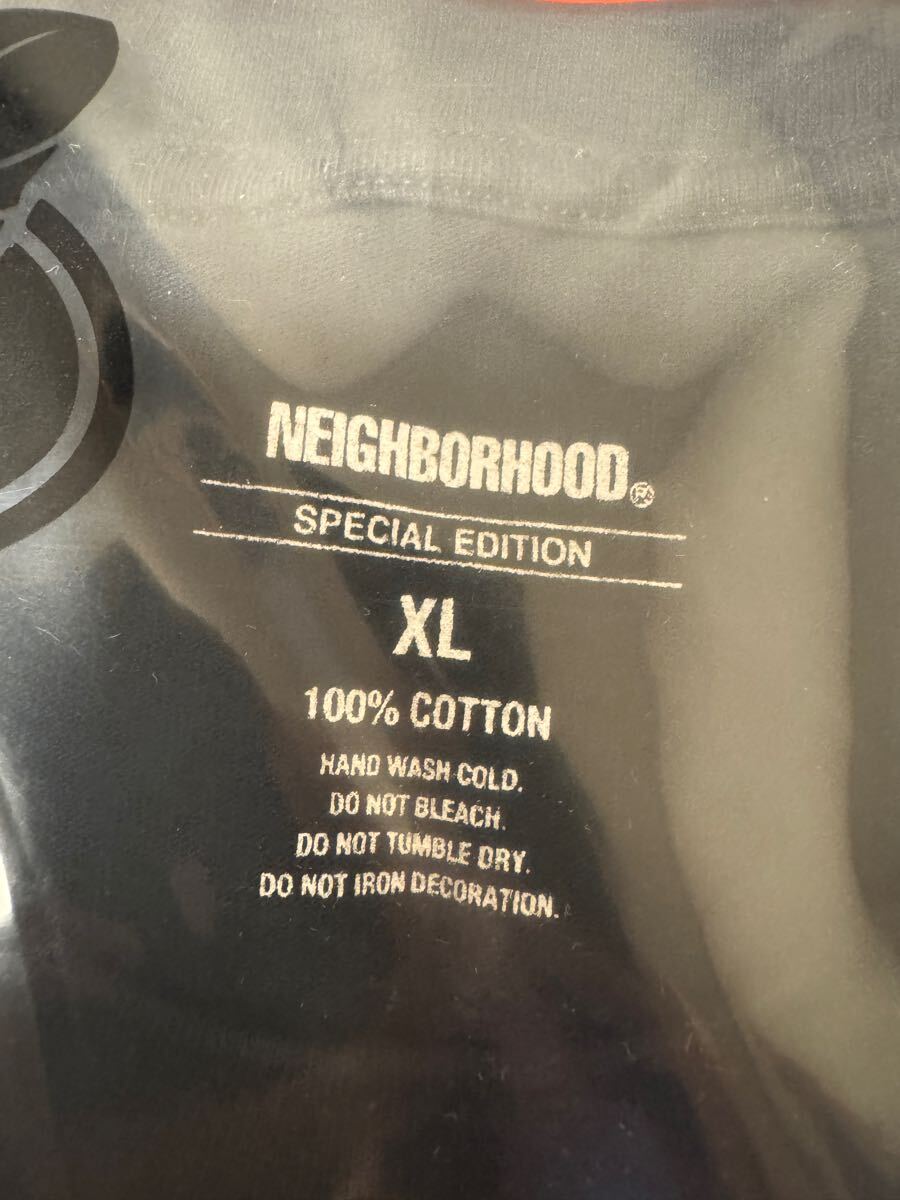 NEIGHBORHOOD®
SPECIAL EDITION
XL
100% COTTON
HAND WASH COLD.
DO NOT BLEACH.
DO NOT TUMBLE DRY.
DO NOT IRON DECORATION.